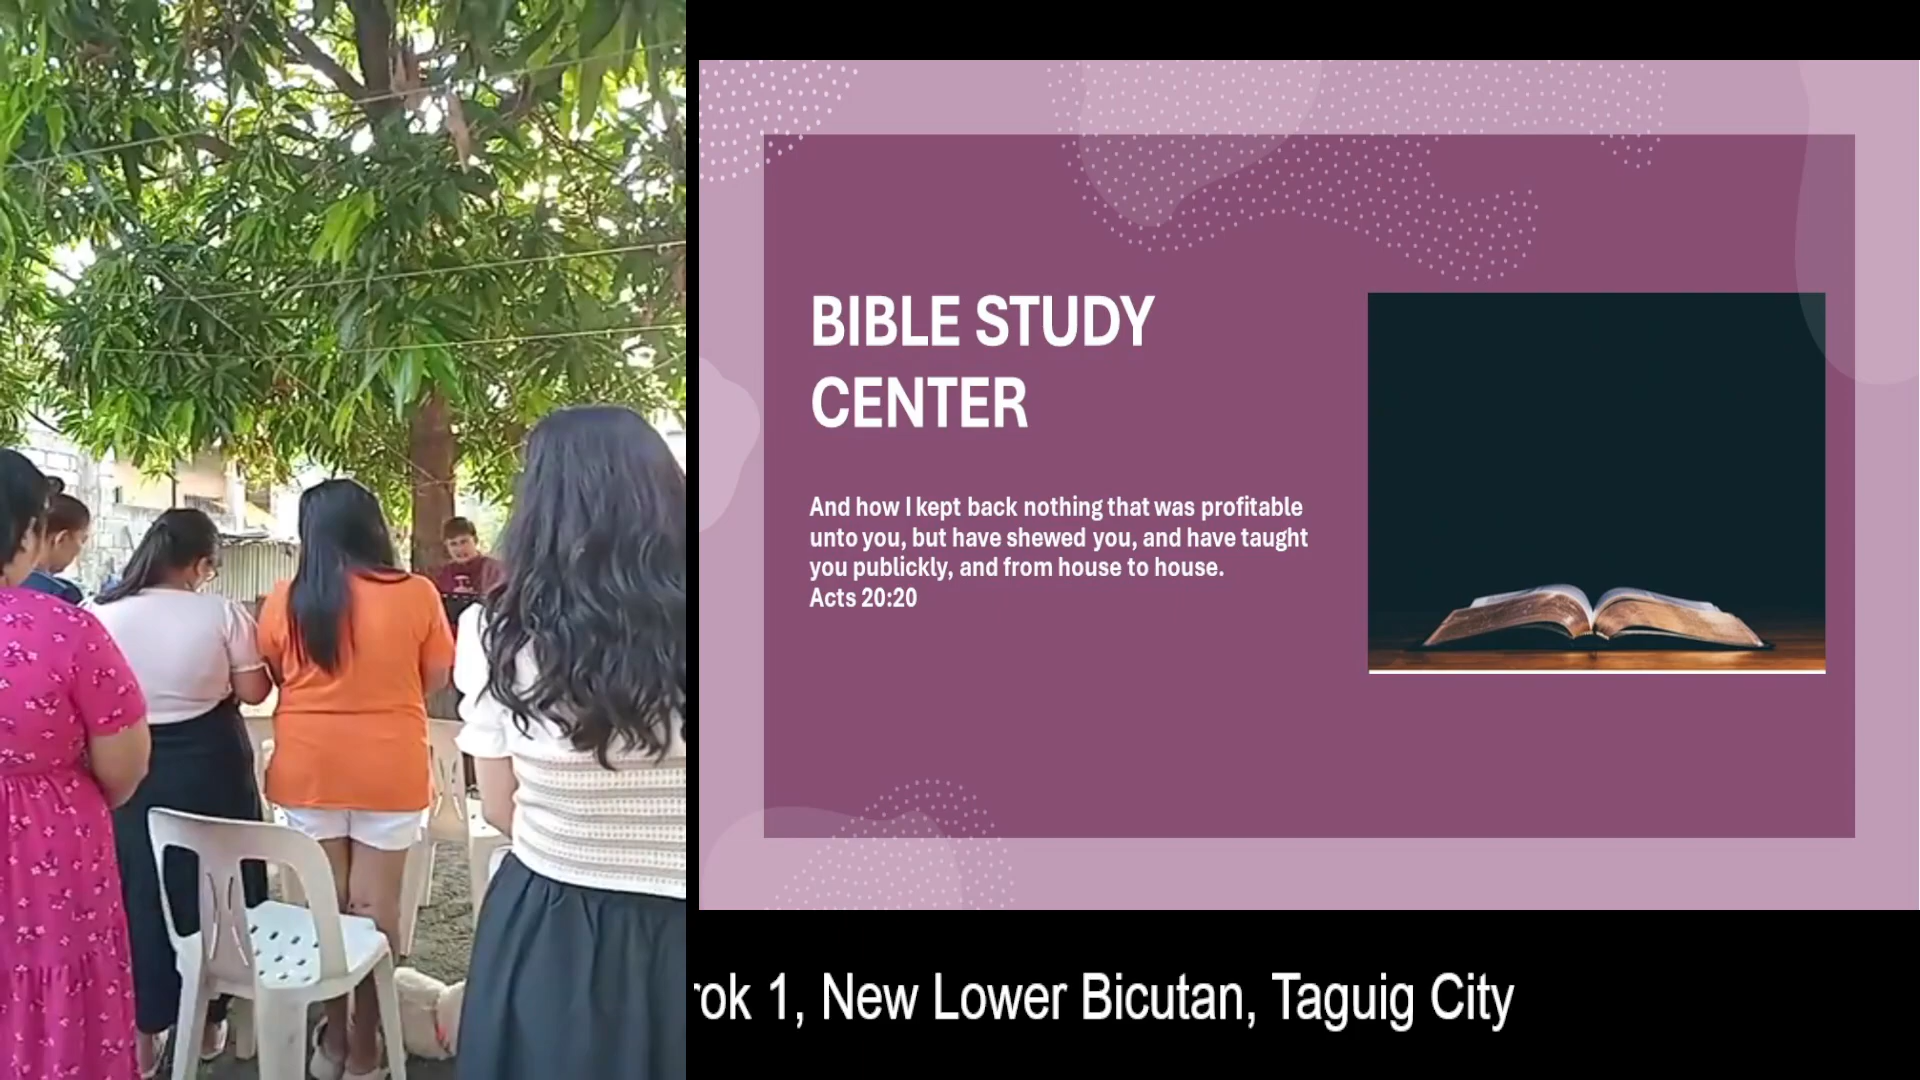 BIBLE STUDY
CENTER
And how I kept back nothing that was profitable
unto you, but have shewed you, and have taught
you publickly, and from house to house.
Acts 20:20
rok 1, New Lower Bicutan, Taguig City